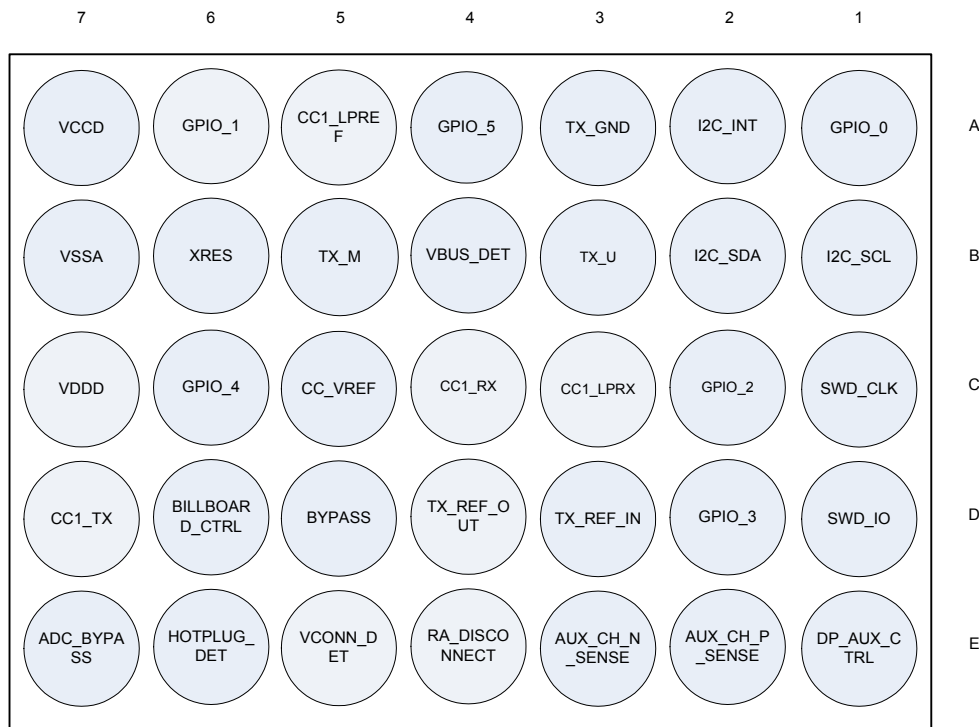 7 6 5 4 3 2 1
VCCD GPIO_1 CC1_LPRE
F GPIO_5 TX_GND I2C_INT GPIO_0 A
VSSA XRES TX_M VBUS_DET TX_U I2C_SDA I2C_SCL B
VDDD GPIO_4 CC_VREF CC1_RX CC1_LPRX GPIO_2 SWD_CLK C
CC1_TX BILLBOAR
D_CTRL BYPASS TX_REF_O
UT TX_REF_IN GPIO_3 SWD_IO D
ADC_BYPA
SS HOTPLUG_
DET VCONN_D
ET RA_DISCO
NNECT AUX_CH_N
_SENSE AUX_CH_P
_SENSE DP_AUX_C
TRL E